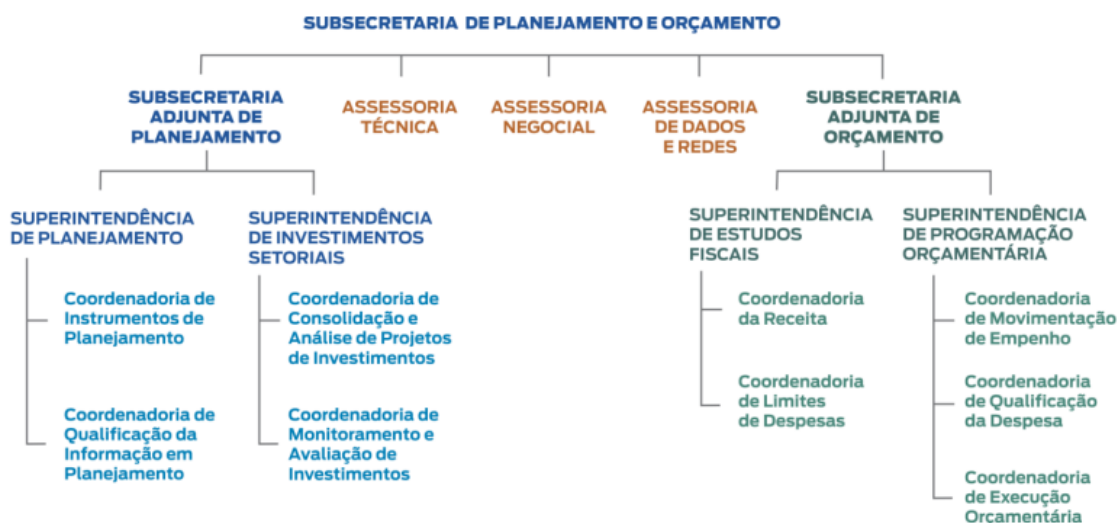 SUBSECRETARIA DE PLANEJAMENTO E ORÇAMENTO
SUBSECRETARIA
ADJUNTA DE
PLANEJAMENTO
ASSESSORIA
TÉCNICA
ASSESSORIA
NEGOCIAL
ASSESSORIA
DE DADOS
E REDES
SUBSECRETARIA
ADJUNTA DE
ORÇAMENTO
SUPERINTENDÊNCIA
DE PLANEJAMENTO
SUPERINTENDÊNCIA
DE INVESTIMENTOS
SETORIAIS
SUPERINTENDÊNCIA
DE ESTUDOS
FISCAIS
SUPERINTENDÊNCIA
DE PROGRAMAÇÃO
ORÇAMENTÁRIA
Coordenadoria de
Instrumentos de
Planejamento
Coordenadoria de
Consolidação e
Análise de Projetos
de Investimentos
Coordenadoria
da Receita
Coordenadoria
de Movimentação
de Empenho
Coordenadoria de
Qualificação da
Informação em
Planejamento
Coordenadoria de
Monitoramento e
Avaliação de
Investimentos
Coordenadoria
de Limites
de Despesas
Coordenadoria
de Qualificação
da Despesa
Coordenadoria
de Execução
Orçamentária